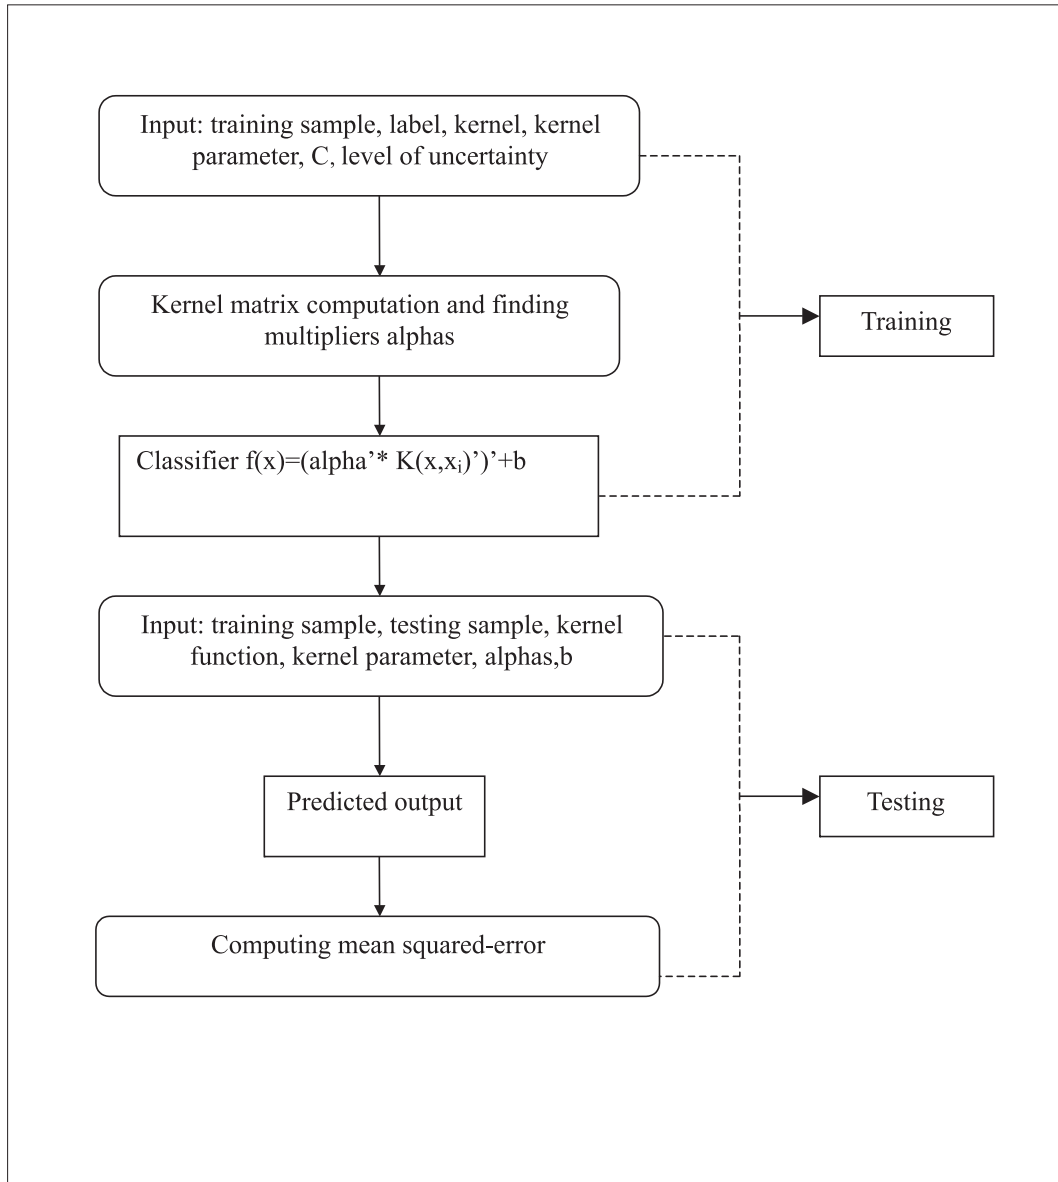 Input: training sample, label, kernel, kernel
parameter, C, level of uncertainty
Kernel matrix computation and finding
multipliers alphas
Training
Classifier f(x)=(alpha’* K(x,xᵢ)’)’+b
Input: training sample, testing sample, kernel
function, kernel parameter, alphas,b
Predicted output
Testing
Computing mean squared-error